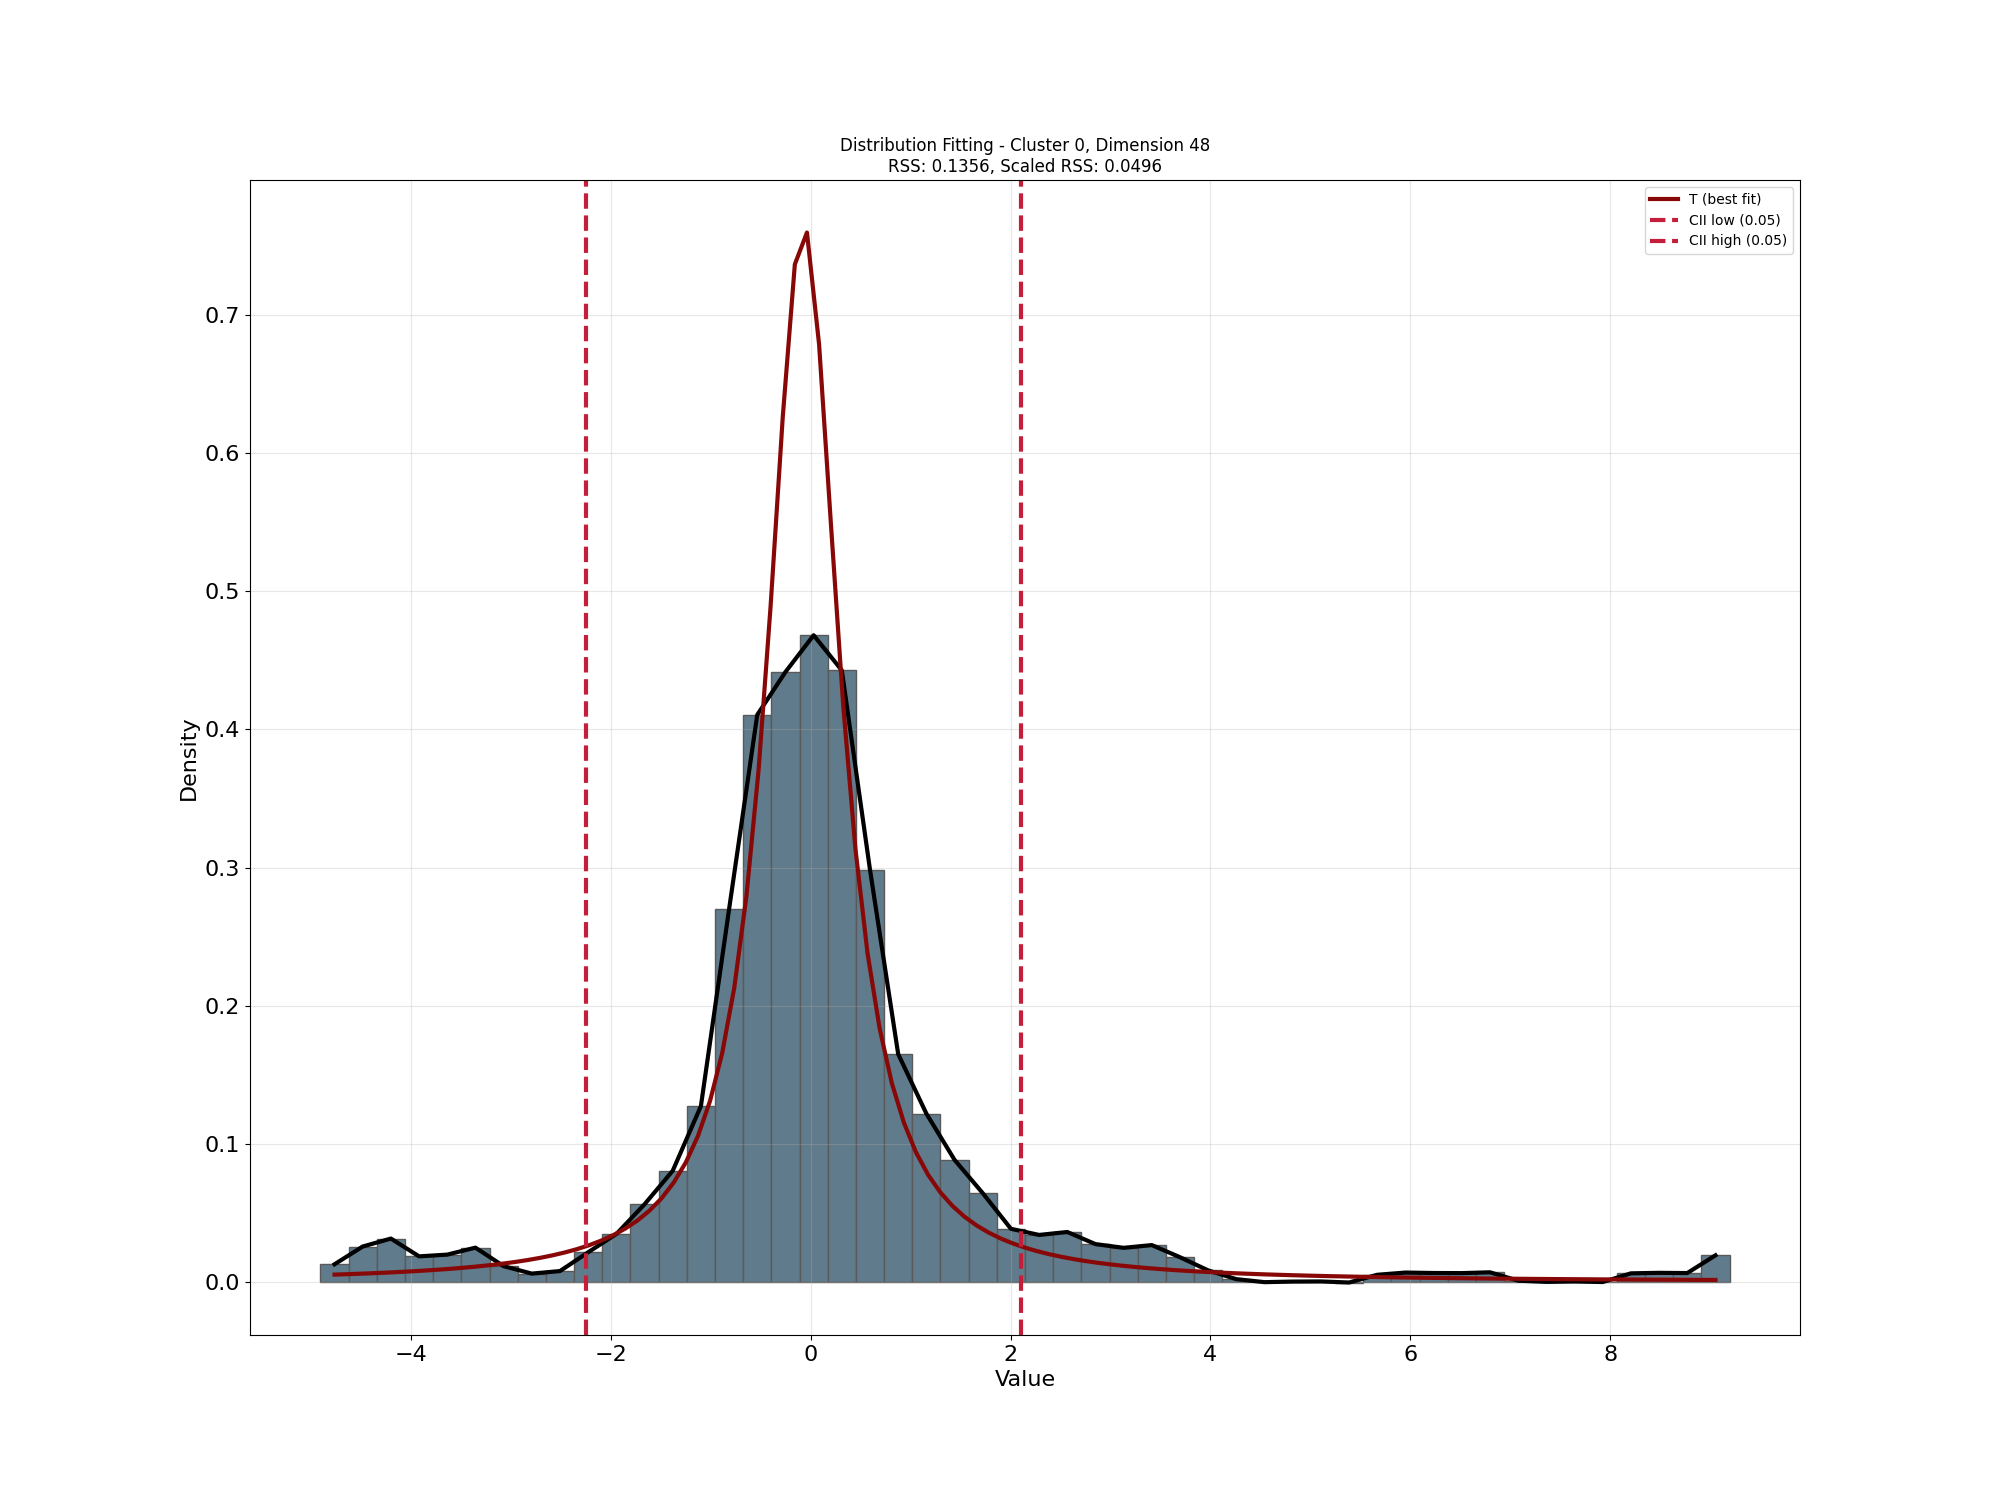 Distribution Fitting - Cluster 0, Dimension 48
RSS: 0.1356, Scaled RSS: 0.0496
T (best fit)
CII low (0.05)
CII high (0.05)
0.7
0.6
0.5
0.4
0.3
0.2
0.1
0.0
Density
−4
−2
0
2
4
6
8
Value